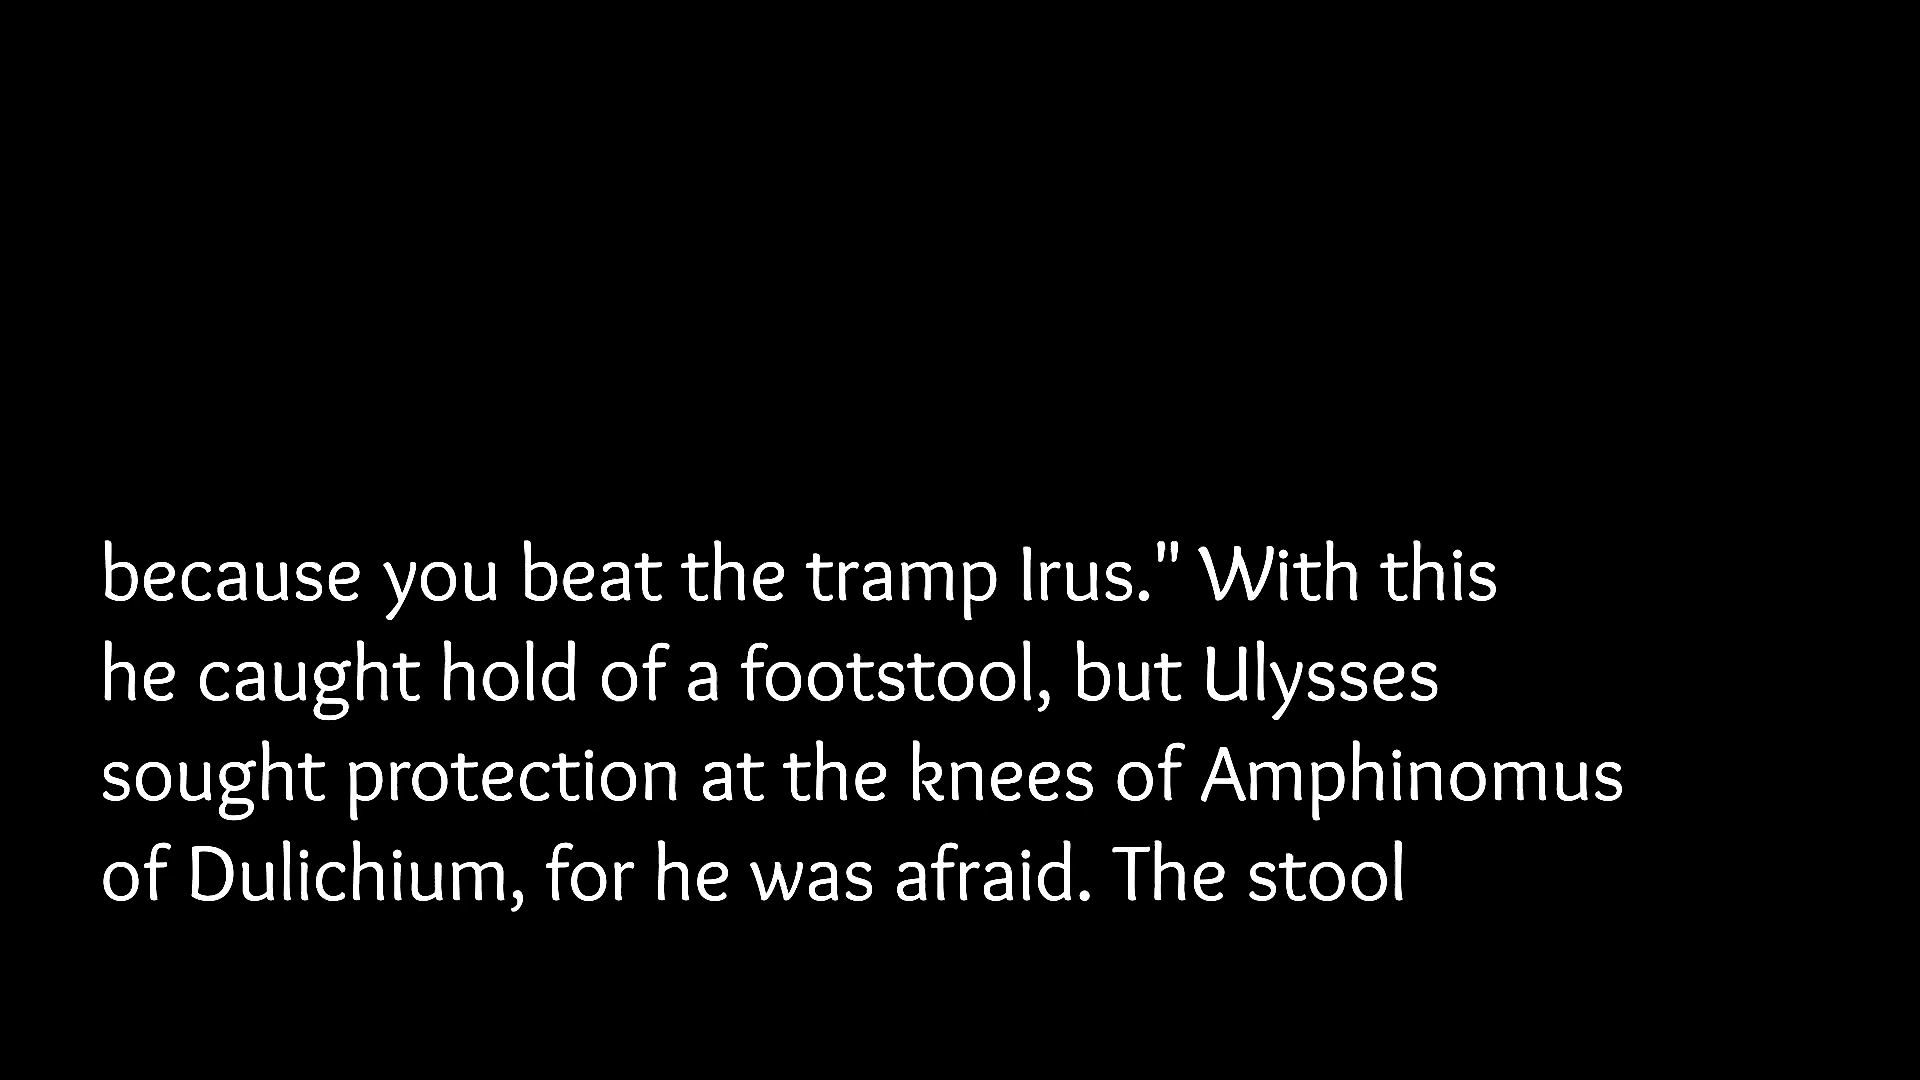 because you beat the tramp Irus." With this
he caught hold of a footstool, but Ulysses
sought protection at the knees of Amphinomus
of Dulichium, for he was afraid. The stool